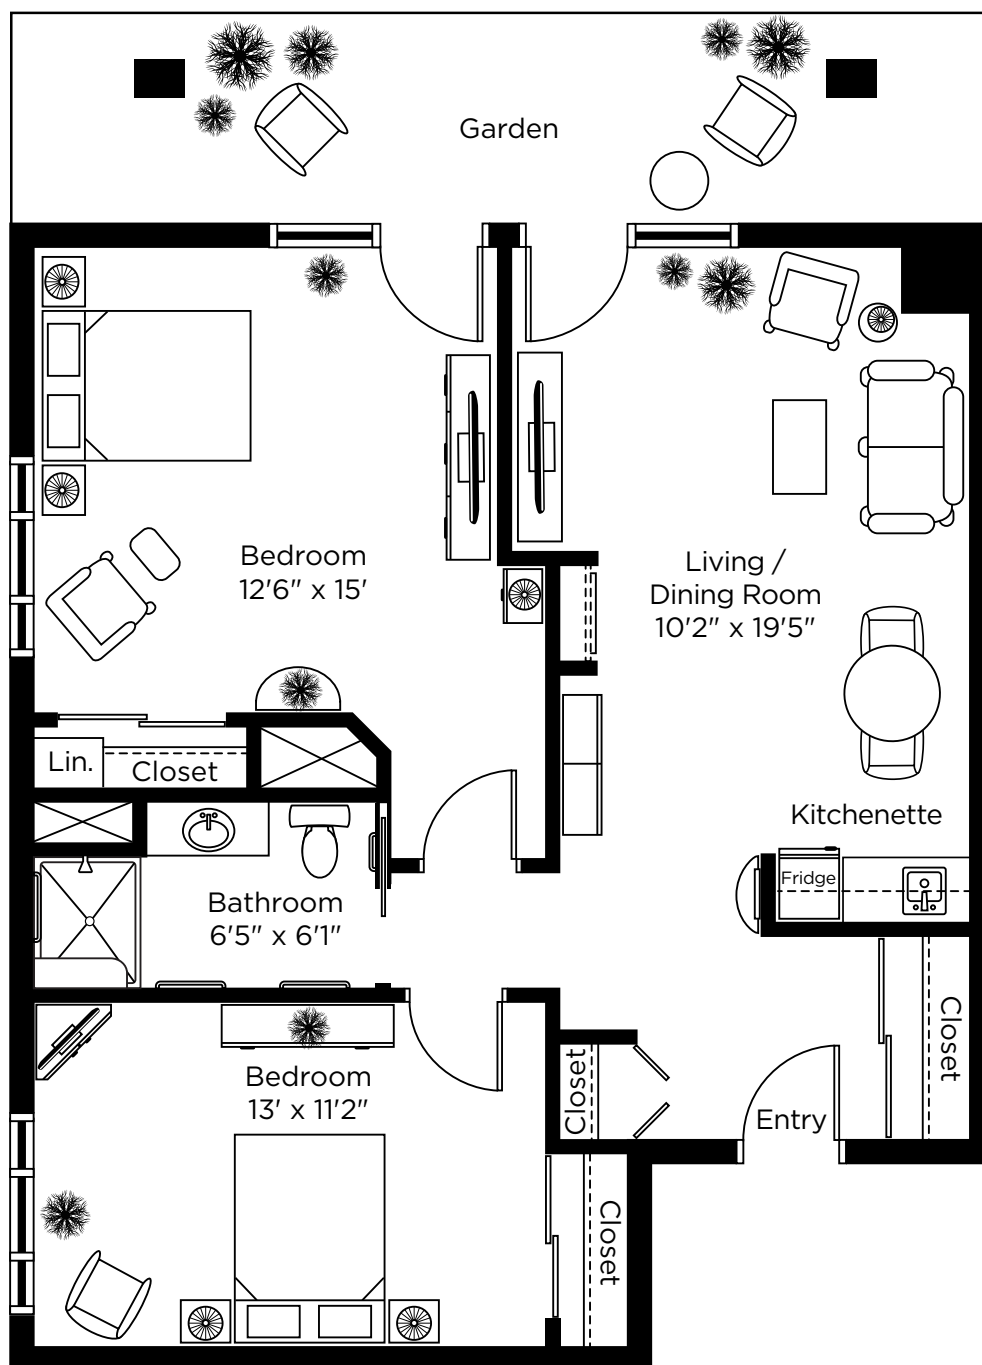 Garden
Bedroom
12'6" x 15'
Living /
Dining Room
10'2" x 19'5"
Lin.
Closet
Kitchenette
Fridge
Bathroom
6'5" x 6'1"
Closet
Bedroom
13' x 11'2"
Closet
Entry
Closet